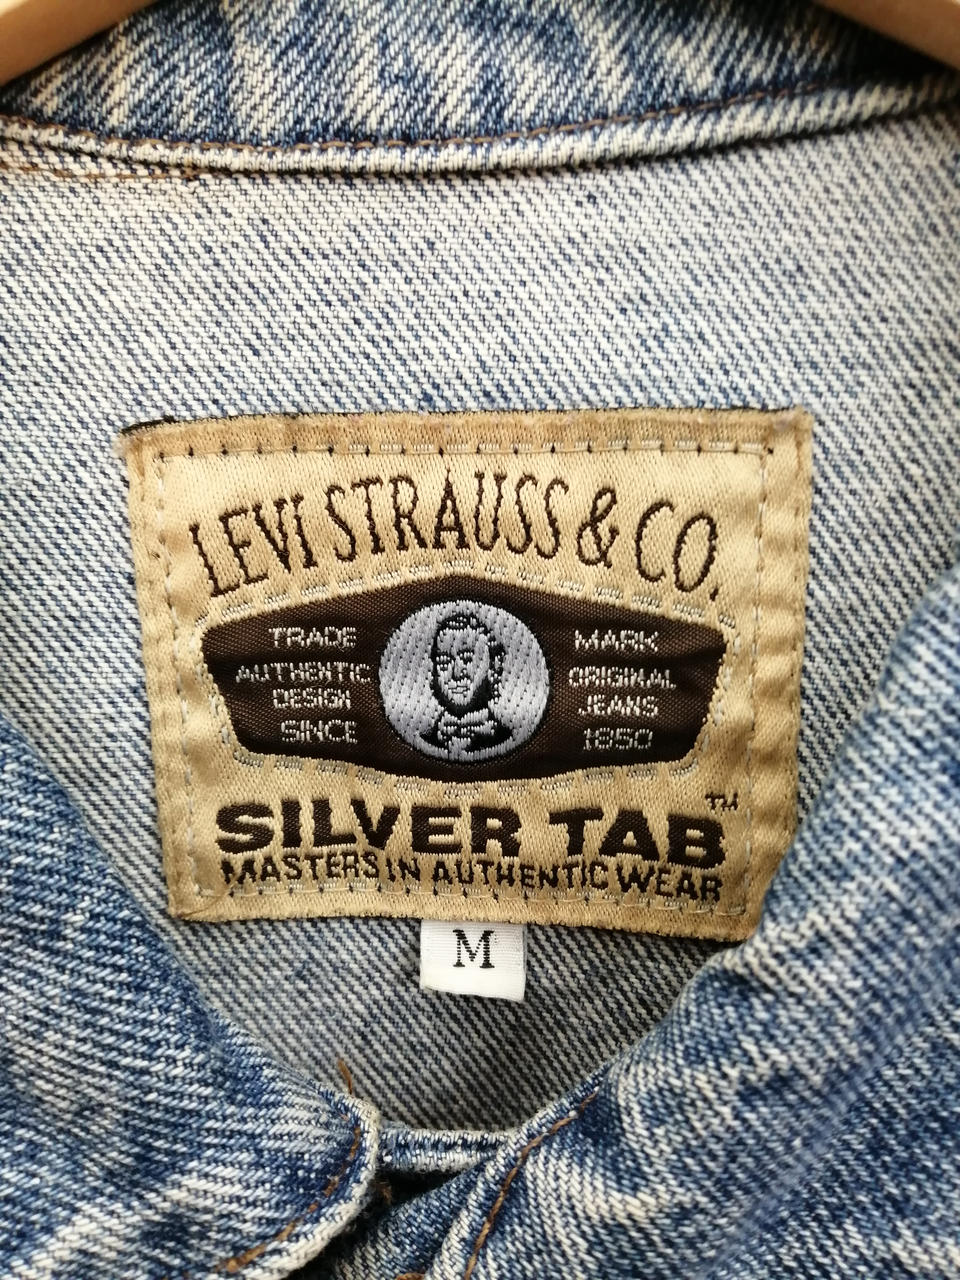 LEVI STRAUSS & CO.
TRADE MARK
AUTHENTIC ORIGINAL
DESIGN JEANS
SINCE 1850
SILVER TAB™
MASTERS IN AUTHENTIC WEAR
M